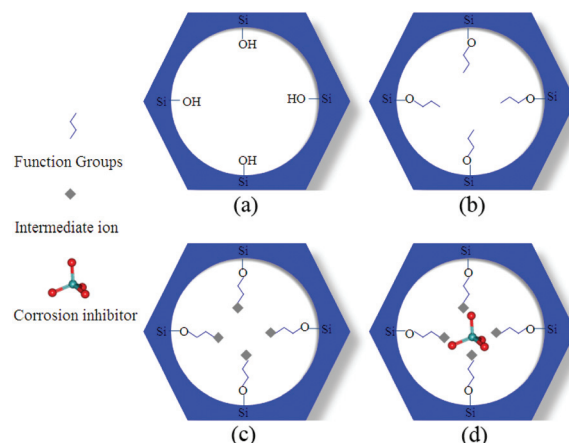 Function Groups
Intermediate ion
Corrosion inhibitor
Si
OH
Si
OH
HO
Si
OH
Si
(a)
Si
O
Si
O
O
Si
O
Si
(b)
Si
O
Si
O
O
Si
O
Si
(c)
Si
O
Si
O
O
Si
O
Si
(d)